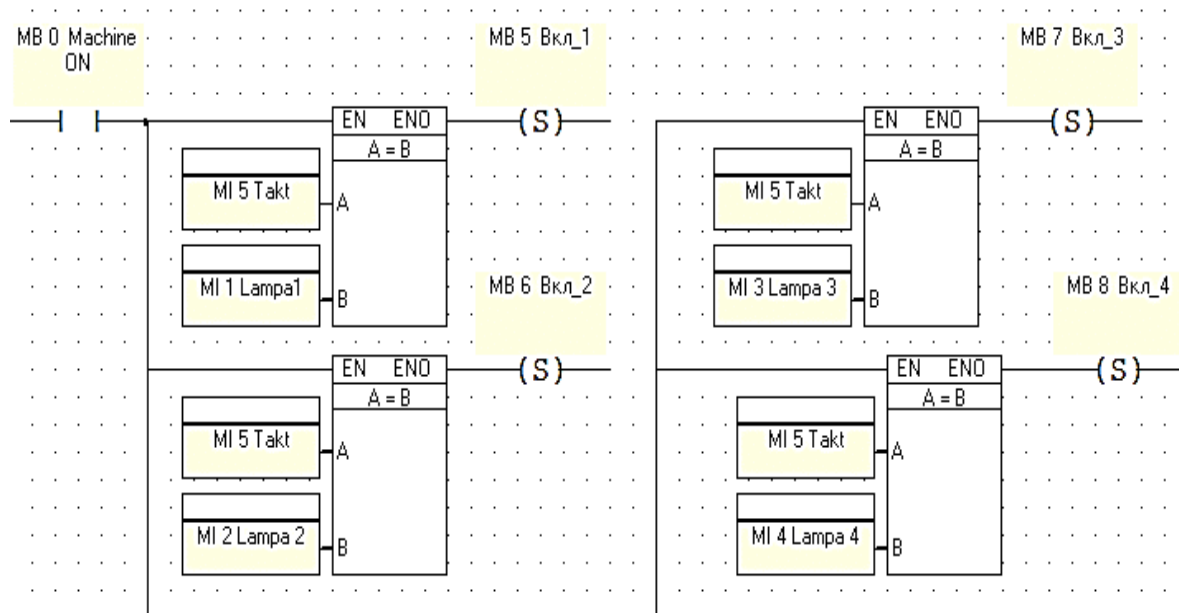 MB 0 Machine
ON
MB 5 Вкл_1
MB 7 Вкл_3
EN ENO
(S)
EN ENO
(S)
A = B
A = B
MI 5 Takt
A
MI 5 Takt
A
MI 1 Lampa1
B
MB 6 Вкл_2
MI 3 Lampa 3
B
MB 8 Вкл_4
EN ENO
(S)
EN ENO
(S)
A = B
A = B
MI 5 Takt
A
MI 5 Takt
A
MI 2 Lampa 2
B
MI 4 Lampa 4
B